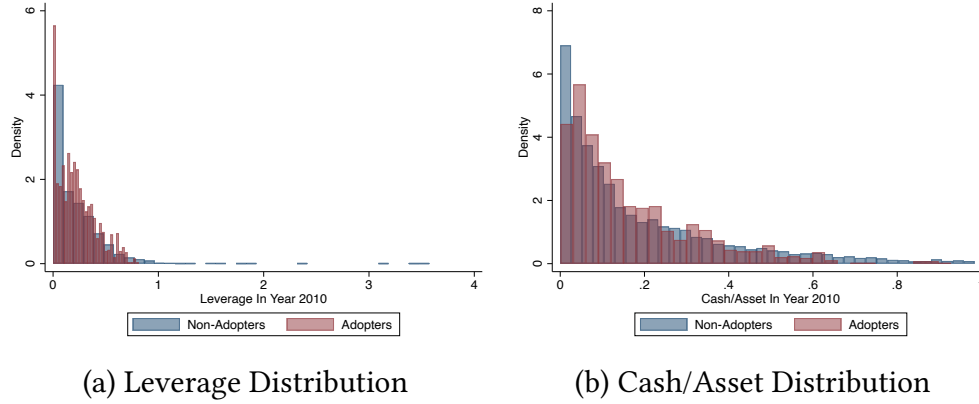 6
4
2
0
Density
0 1 2 3 4
Leverage In Year 2010
Non-Adopters Adopters
(a) Leverage Distribution
8
6
4
2
0
Density
0 .2 .4 .6 .8
Cash/Asset In Year 2010
Non-Adopters Adopters
(b) Cash/Asset Distribution